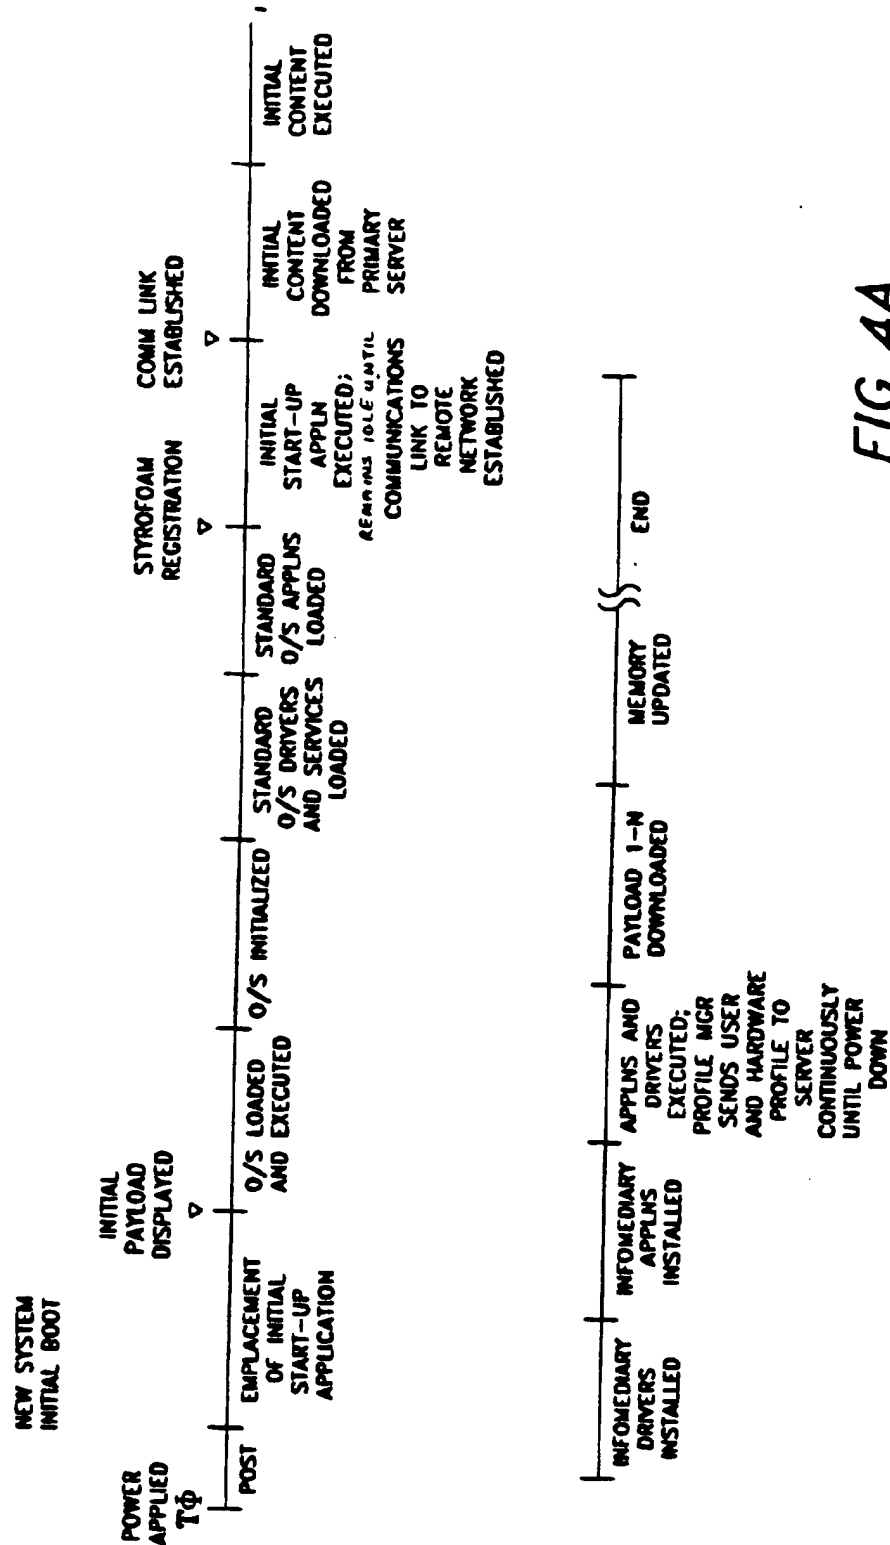 NEW SYSTEM
INITIAL BOOT
POWER
APPLIED
TΦ
INITIAL
PAYLOAD
DISPLAYED
STYROFOAM
REGISTRATION
COMM LINK
ESTABLISHED
POST
EMPLACEMENT
OF INITIAL
START-UP
APPLICATION
O/S LOADED
AND EXECUTED
O/S INITIALIZED
STANDARD
O/S DRIVERS
AND SERVICES
LOADED
STANDARD
O/S APPLNS
LOADED
INITIAL
START-UP
APPLN
EXECUTED;
REMAINS IDLE UNTIL
COMMUNICATIONS
LINK TO
REMOTE
NETWORK
ESTABLISHED
INITIAL
CONTENT
DOWNLOADED
FROM
PRIMARY
SERVER
INITIAL
CONTENT
EXECUTED
INFOMEDIARY
DRIVERS
INSTALLED
INFOMEDIARY
APPLNS
INSTALLED
APPLNS AND
DRIVERS
EXECUTED;
PROFILE MGR
SENDS USER
AND HARDWARE
PROFILE TO
SERVER
CONTINUOUSLY
UNTIL POWER
DOWN
PAYLOAD 1-N
DOWNLOADED
MEMORY
UPDATED
END
FIG. 4A